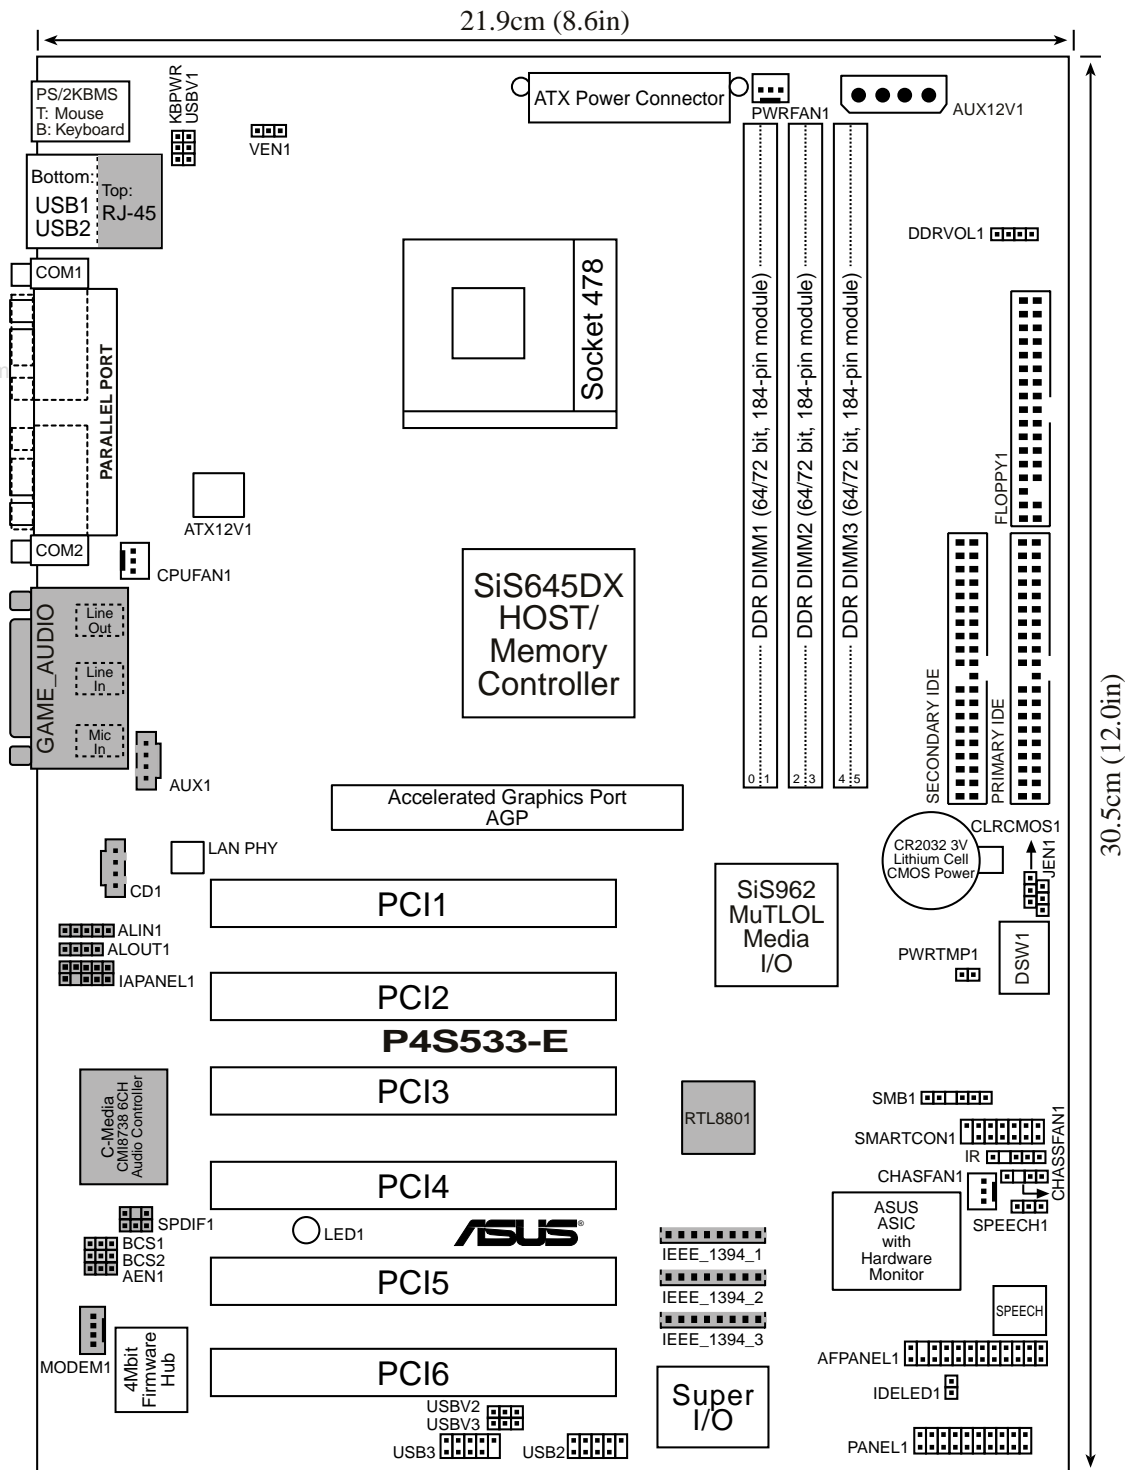 21.9cm (8.6in)
PS/2KBMS
T: Mouse
B: Keyboard
KBPWR
USBV1
VEN1
ATX Power Connector
PWRFAN1
AUX12V1
Bottom:
USB1
USB2
Top:
RJ-45
DDRVOL1
COM1
PARALLEL PORT
Socket 478
DDR DIMM1 (64/72 bit, 184-pin module)
DDR DIMM2 (64/72 bit, 184-pin module)
DDR DIMM3 (64/72 bit, 184-pin module)
0 1
2 3
4 5
FLOPPY1
ATX12V1
COM2
CPUFAN1
SiS645DX
HOST/
Memory
Controller
GAME_AUDIO
Line
Out
Line
In
Mic
In
AUX1
SECONDARY IDE
PRIMARY IDE
30.5cm (12.0in)
Accelerated Graphics Port
AGP
CLRCMOS1
JEN1
CR2032 3V
Lithium Cell
CMOS Power
LAN PHY
CD1
PCI1
SiS962
MuTLOL
Media
I/O
ALIN1
ALOUT1
IAPANEL1
PWRTMP1
DSW1
PCI2
P4S533-E
PCI3
C-Media
CMI8738 6CH
Audio Controller
RTL8801
SMB1
SMARTCON1
IR
CHASFAN1
CHASSFAN1
SPEECH1
PCI4
SPDIF1
LED1
ASUS®
BCS1
BCS2
AEN1
IEEE_1394_1
IEEE_1394_2
IEEE_1394_3
ASUS
ASIC
with
Hardware
Monitor
PCI5
SPEECH
MODEM1
4Mbit
Firmware
Hub
PCI6
AFPANEL1
IDELED1
Super
I/O
USBV2
USBV3
USB3
USB2
PANEL1